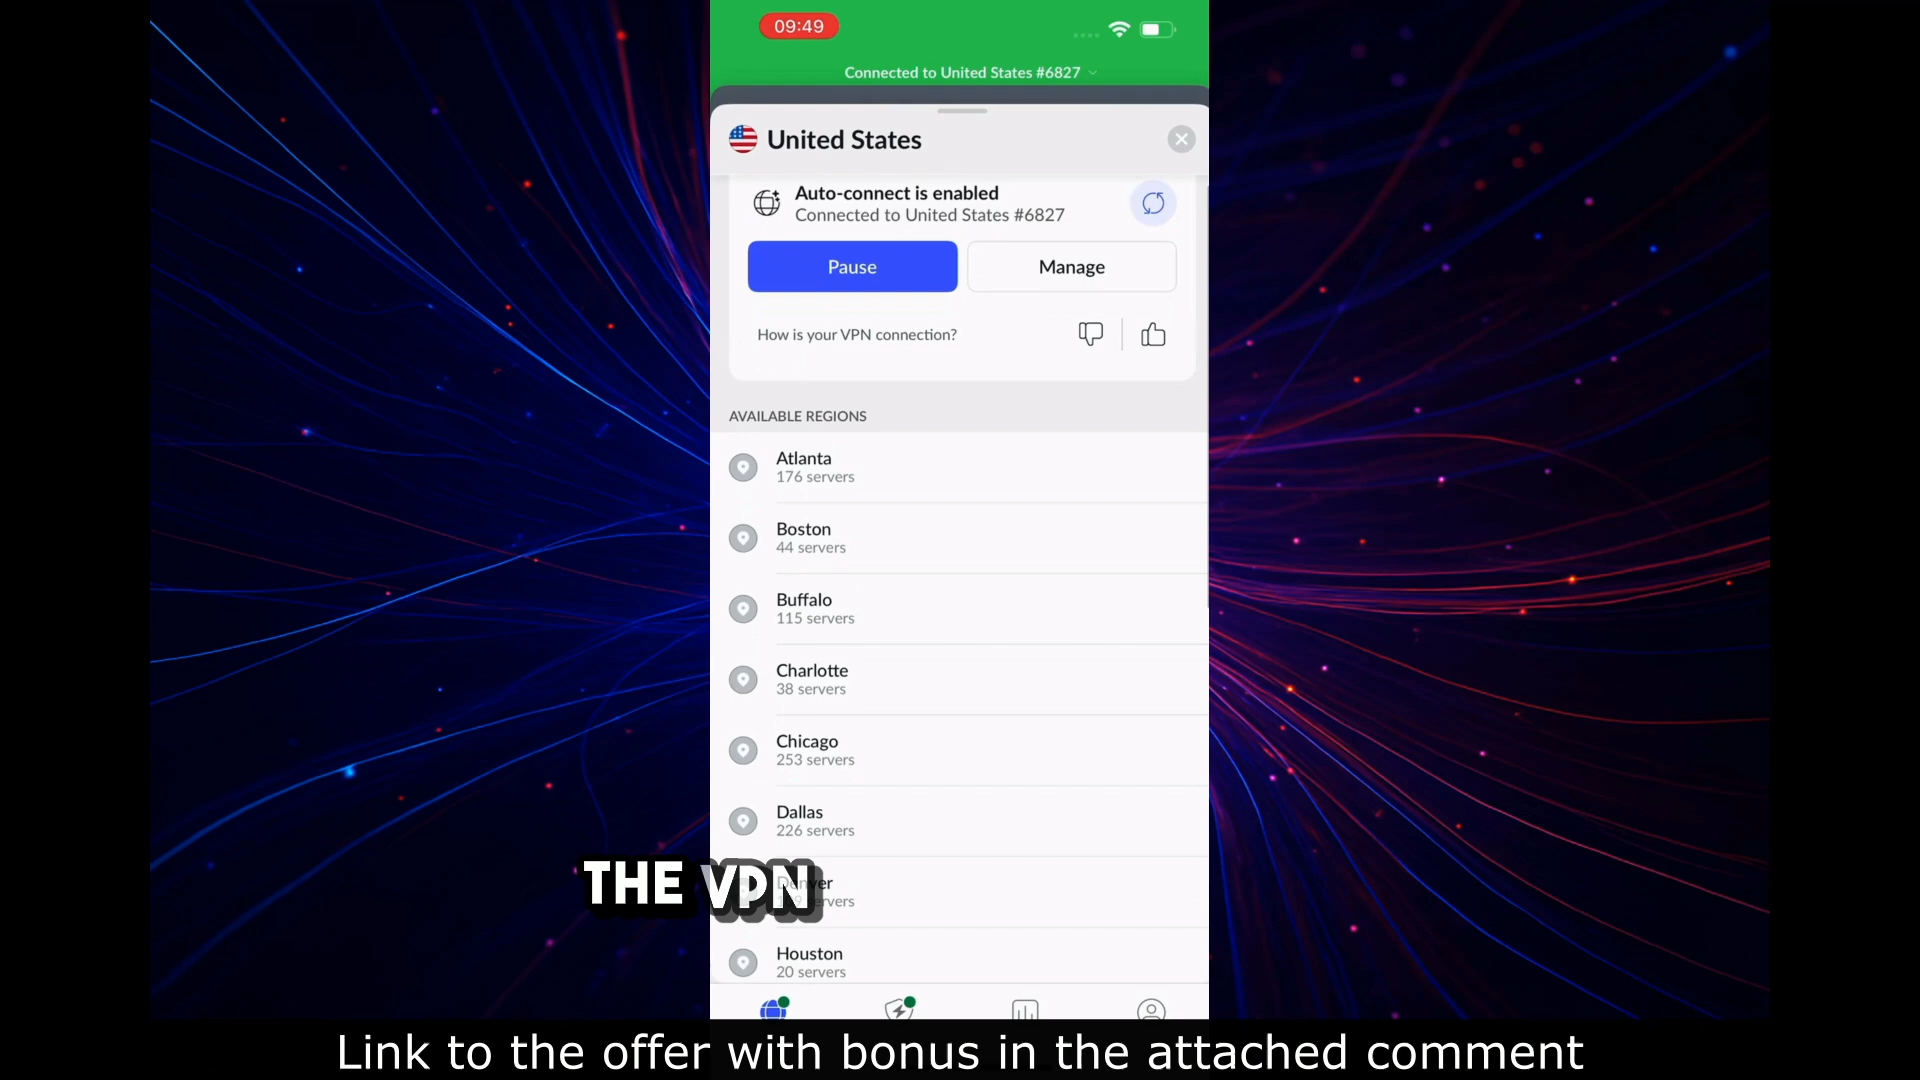 09:49
Connected to United States #6827
United States
Auto-connect is enabled
Connected to United States #6827
Pause
Manage
How is your VPN connection?
AVAILABLE REGIONS
Atlanta
176 servers
Boston
44 servers
Buffalo
115 servers
Charlotte
38 servers
Chicago
253 servers
Dallas
226 servers
THE VPN
Houston
20 servers
Link to the offer with bonus in the attached comment